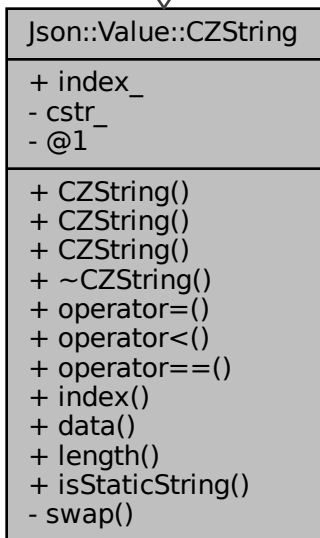 Json::Value::CZString
+ index_
- cstr_
- @1
+ CZString()
+ CZString()
+ CZString()
+ ~CZString()
+ operator=()
+ operator<()
+ operator==()
+ index()
+ data()
+ length()
+ isStaticString()
- swap()